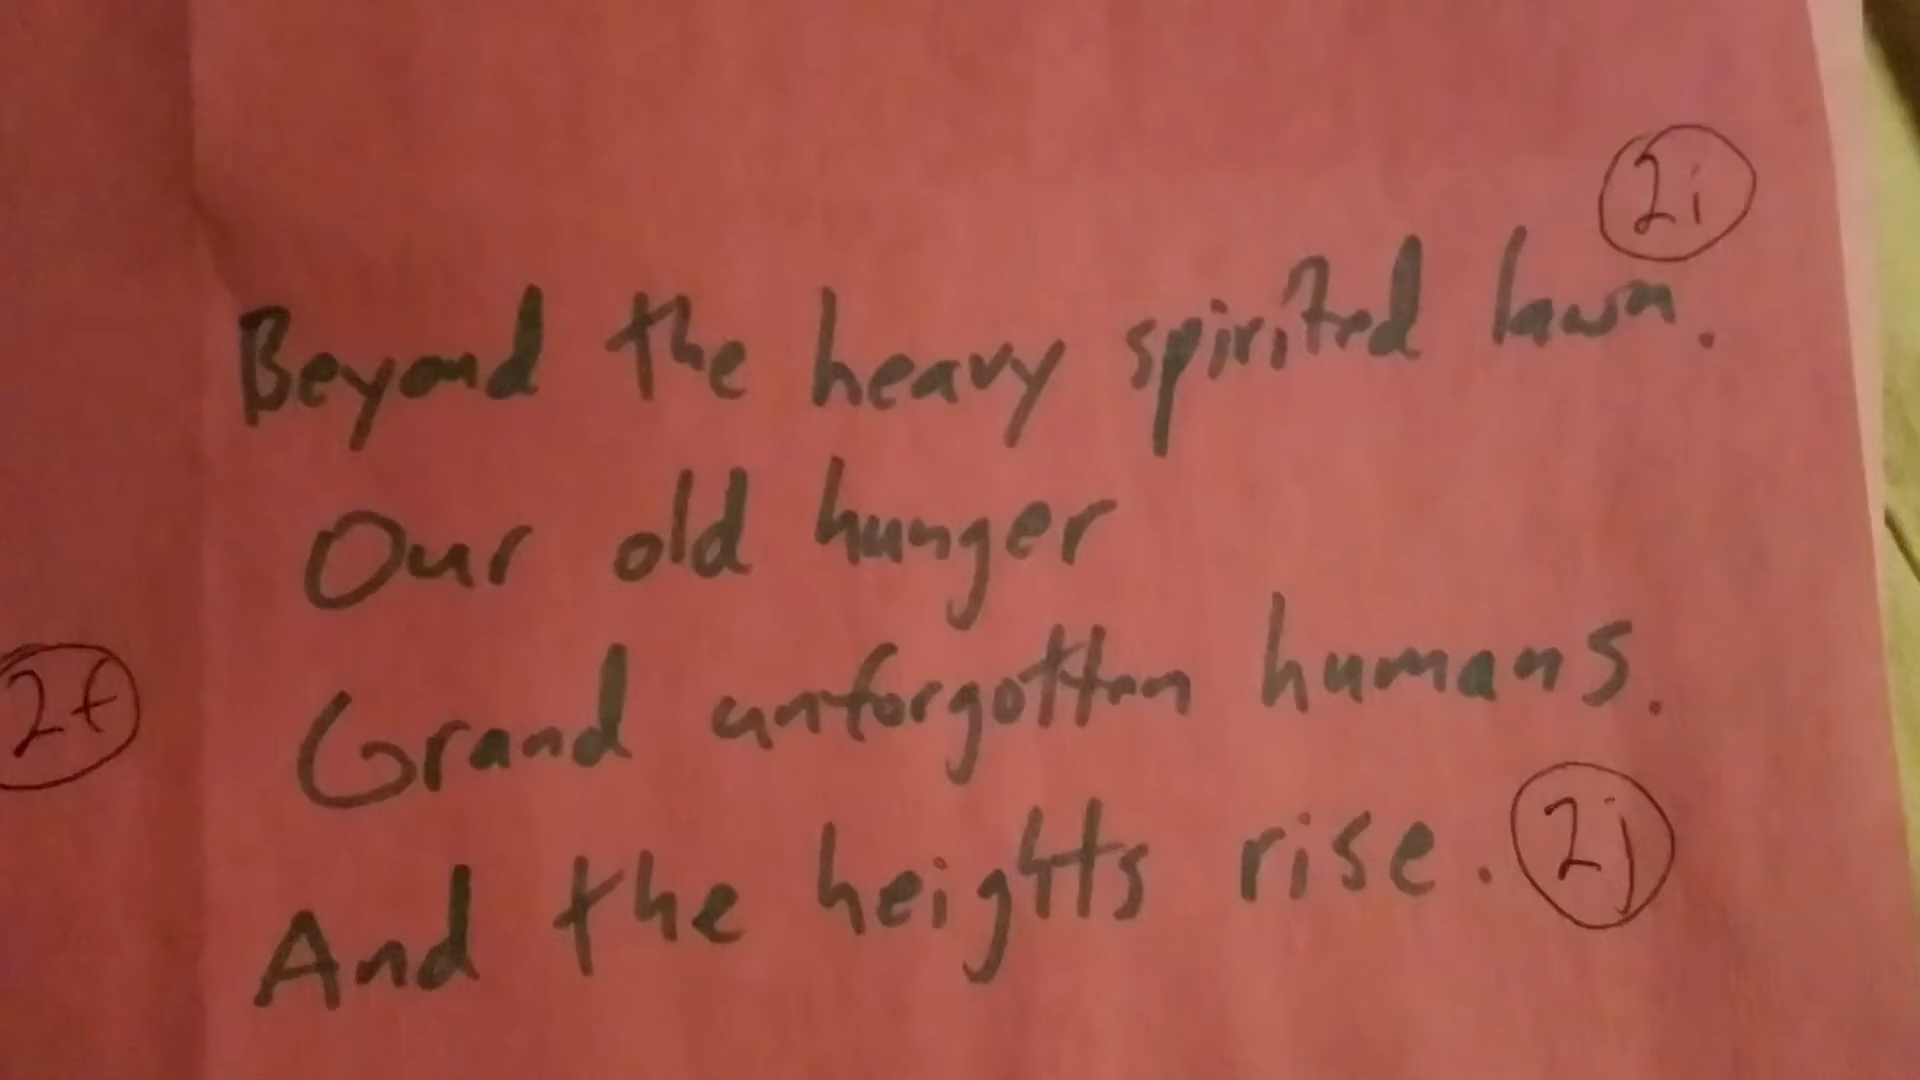 2i
Beyond the heavy spirited lawn.
Our old hunger
2f
Grand unforgotten humans.
And the heights rise. 2j